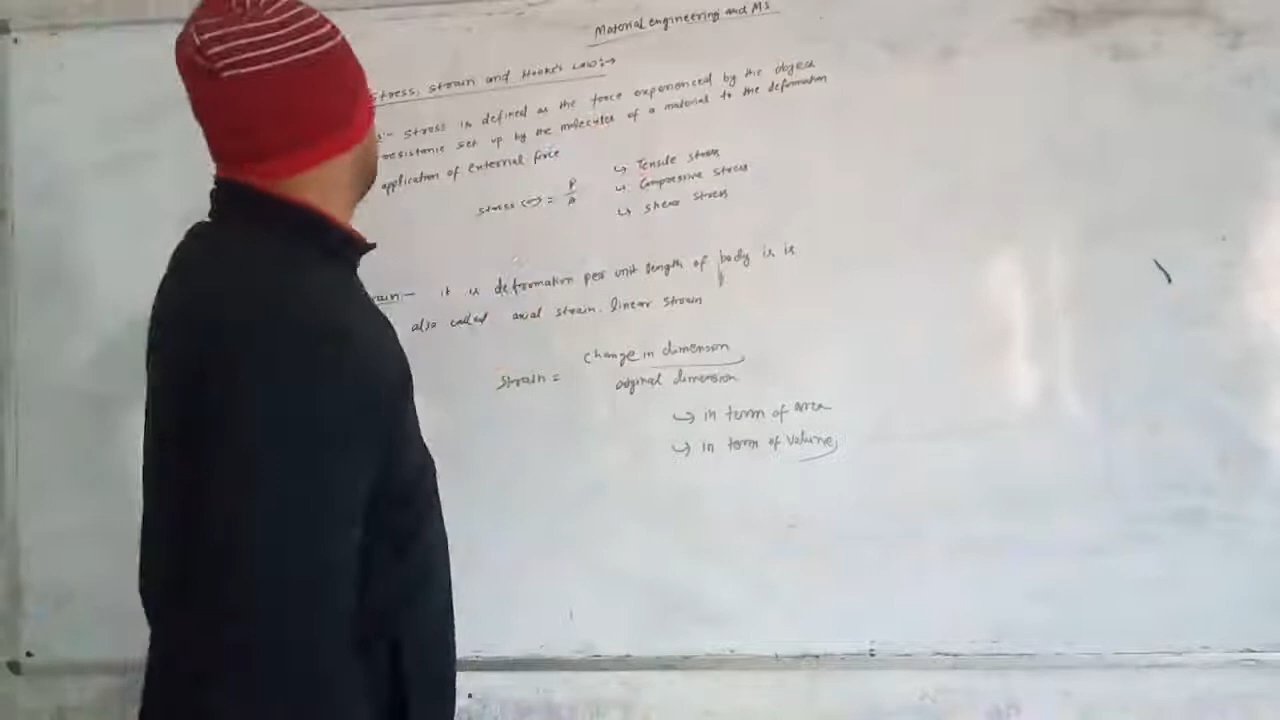 Material engineering and MS
Stress, strain and Hooke's Law:→
:- stress is defined as the force experienced by the object
resistance set up by the molecules of a material to the deformation
application of external force
stress (σ) = P/A
↳ Tensile stress
↳ Compressive stress
↳ Shear stress
rain:- it is deformation per unit length of body is is
also called axial strain. linear strain
Strain = change in dimension
original dimension
↳ in term of area
↳ in term of volume